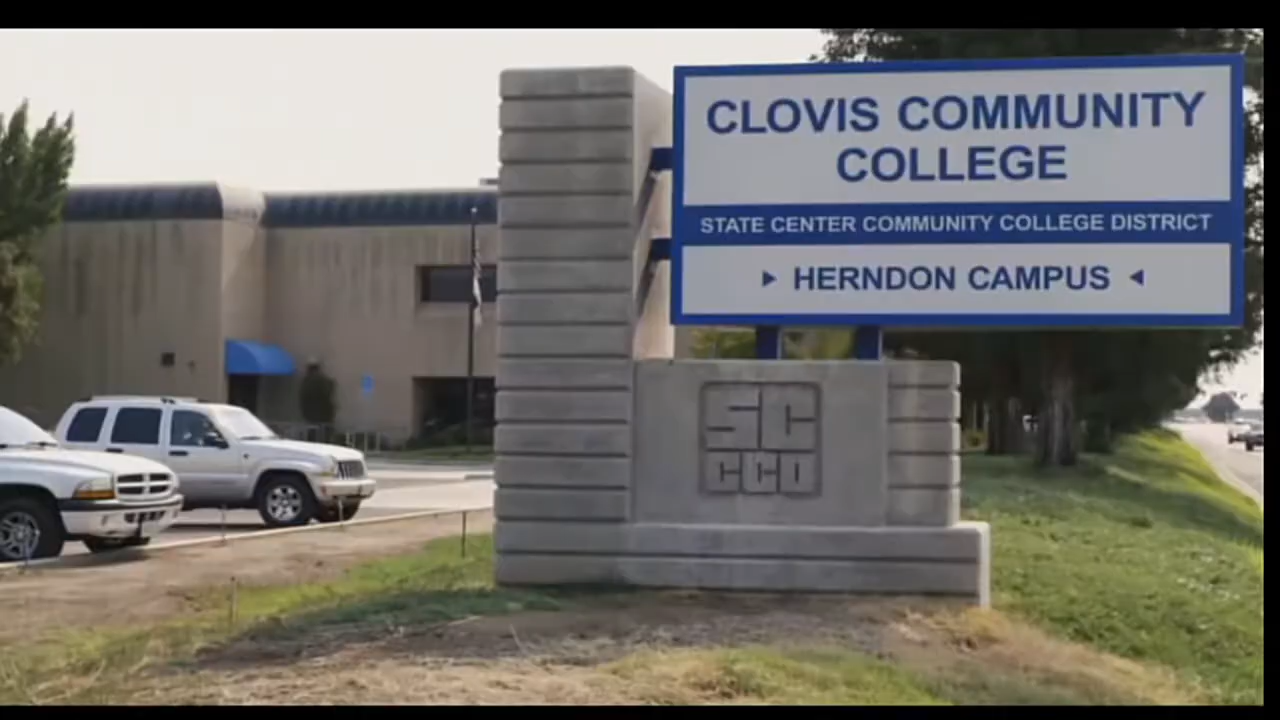 CLOVIS COMMUNITY
COLLEGE
STATE CENTER COMMUNITY COLLEGE DISTRICT
HERNDON CAMPUS
SC
CCD